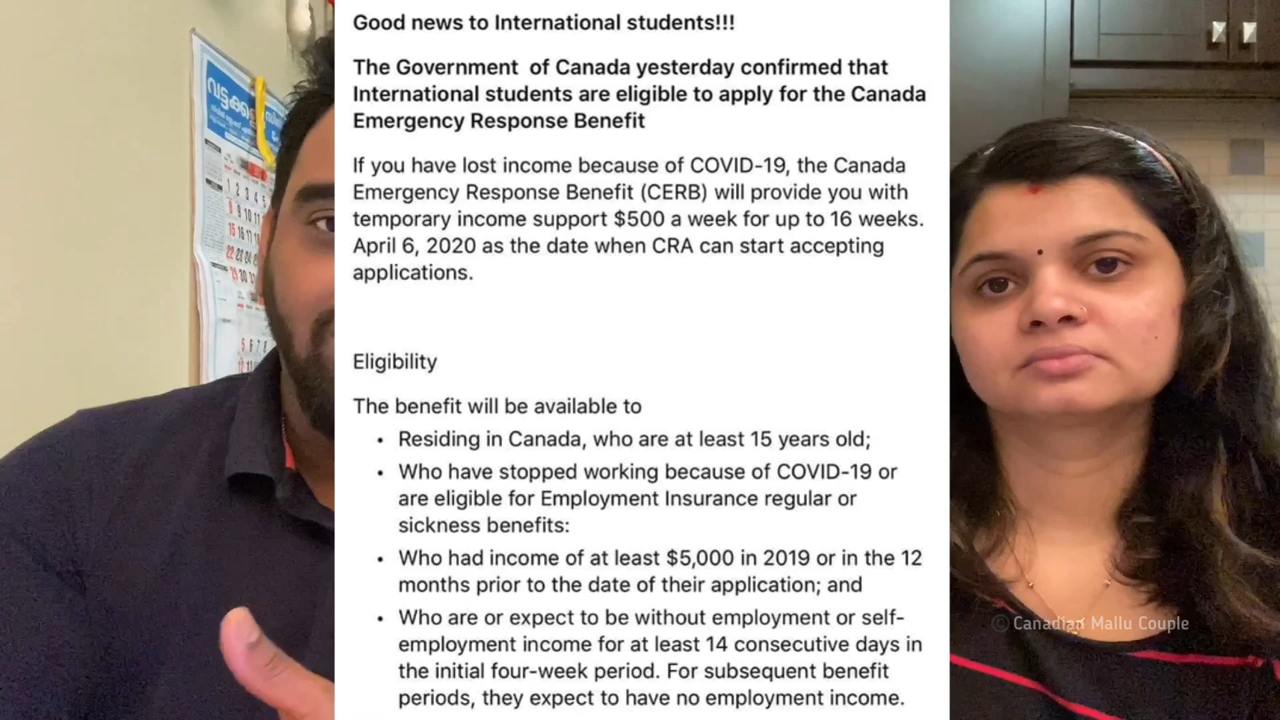 Good news to International students!!!
The Government of Canada yesterday confirmed that
International students are eligible to apply for the Canada
Emergency Response Benefit
If you have lost income because of COVID-19, the Canada
Emergency Response Benefit (CERB) will provide you with
temporary income support $500 a week for up to 16 weeks.
April 6, 2020 as the date when CRA can start accepting
applications.
Eligibility
The benefit will be available to
• Residing in Canada, who are at least 15 years old;
• Who have stopped working because of COVID-19 or
are eligible for Employment Insurance regular or
sickness benefits:
• Who had income of at least $5,000 in 2019 or in the 12
months prior to the date of their application; and
• Who are or expect to be without employment or self-
employment income for at least 14 consecutive days in
the initial four-week period. For subsequent benefit
periods, they expect to have no employment income.
© Canadian Mallu Couple